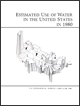 ESTIMATED USE OF WATER
IN THE UNITED STATES
IN 1980